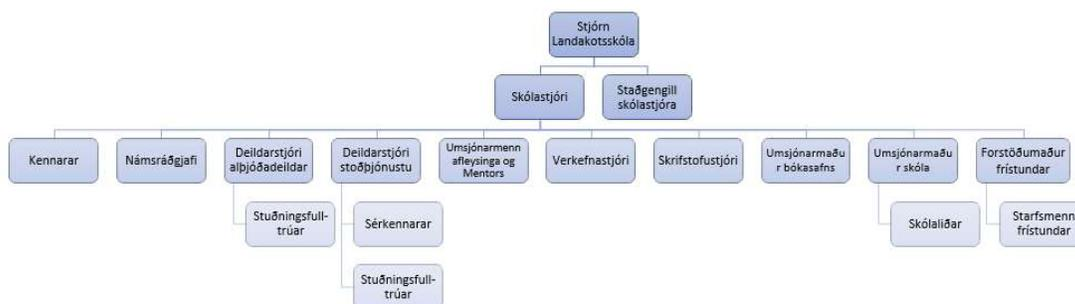 Stjórn
Landakotsskóla
Skólastjóri
Staðgengill
skólastjóra
Kennarar
Námsráðgjafi
Deildarstjóri
alþjóðadeildar
Deildarstjóri
stoðþjónustu
Umsjónarmenn
afleysinga og
Mentors
Verkefnastjóri
Skrifstofustjóri
Umsjónarmaðu
r bókasafns
Umsjónarmaðu
r skóla
Forstöðumaður
frístundar
Stuðningsfull-
trúar
Sérkennarar
Skólaliðar
Starfsmenn
frístundar
Stuðningsfull-
trúar